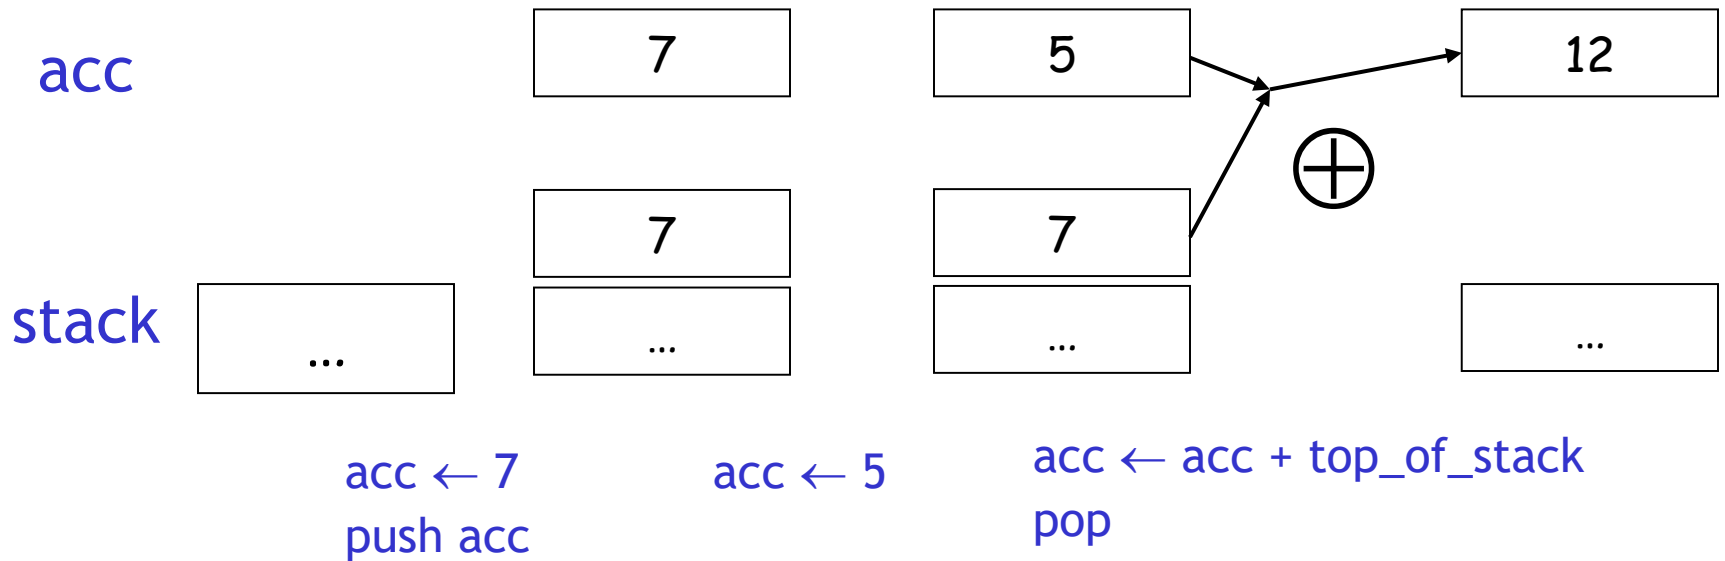 acc 7 5 12
7 7
stack ... ... ... ...
acc ← 7 acc ← 5 acc ← acc + top_of_stack
push acc pop